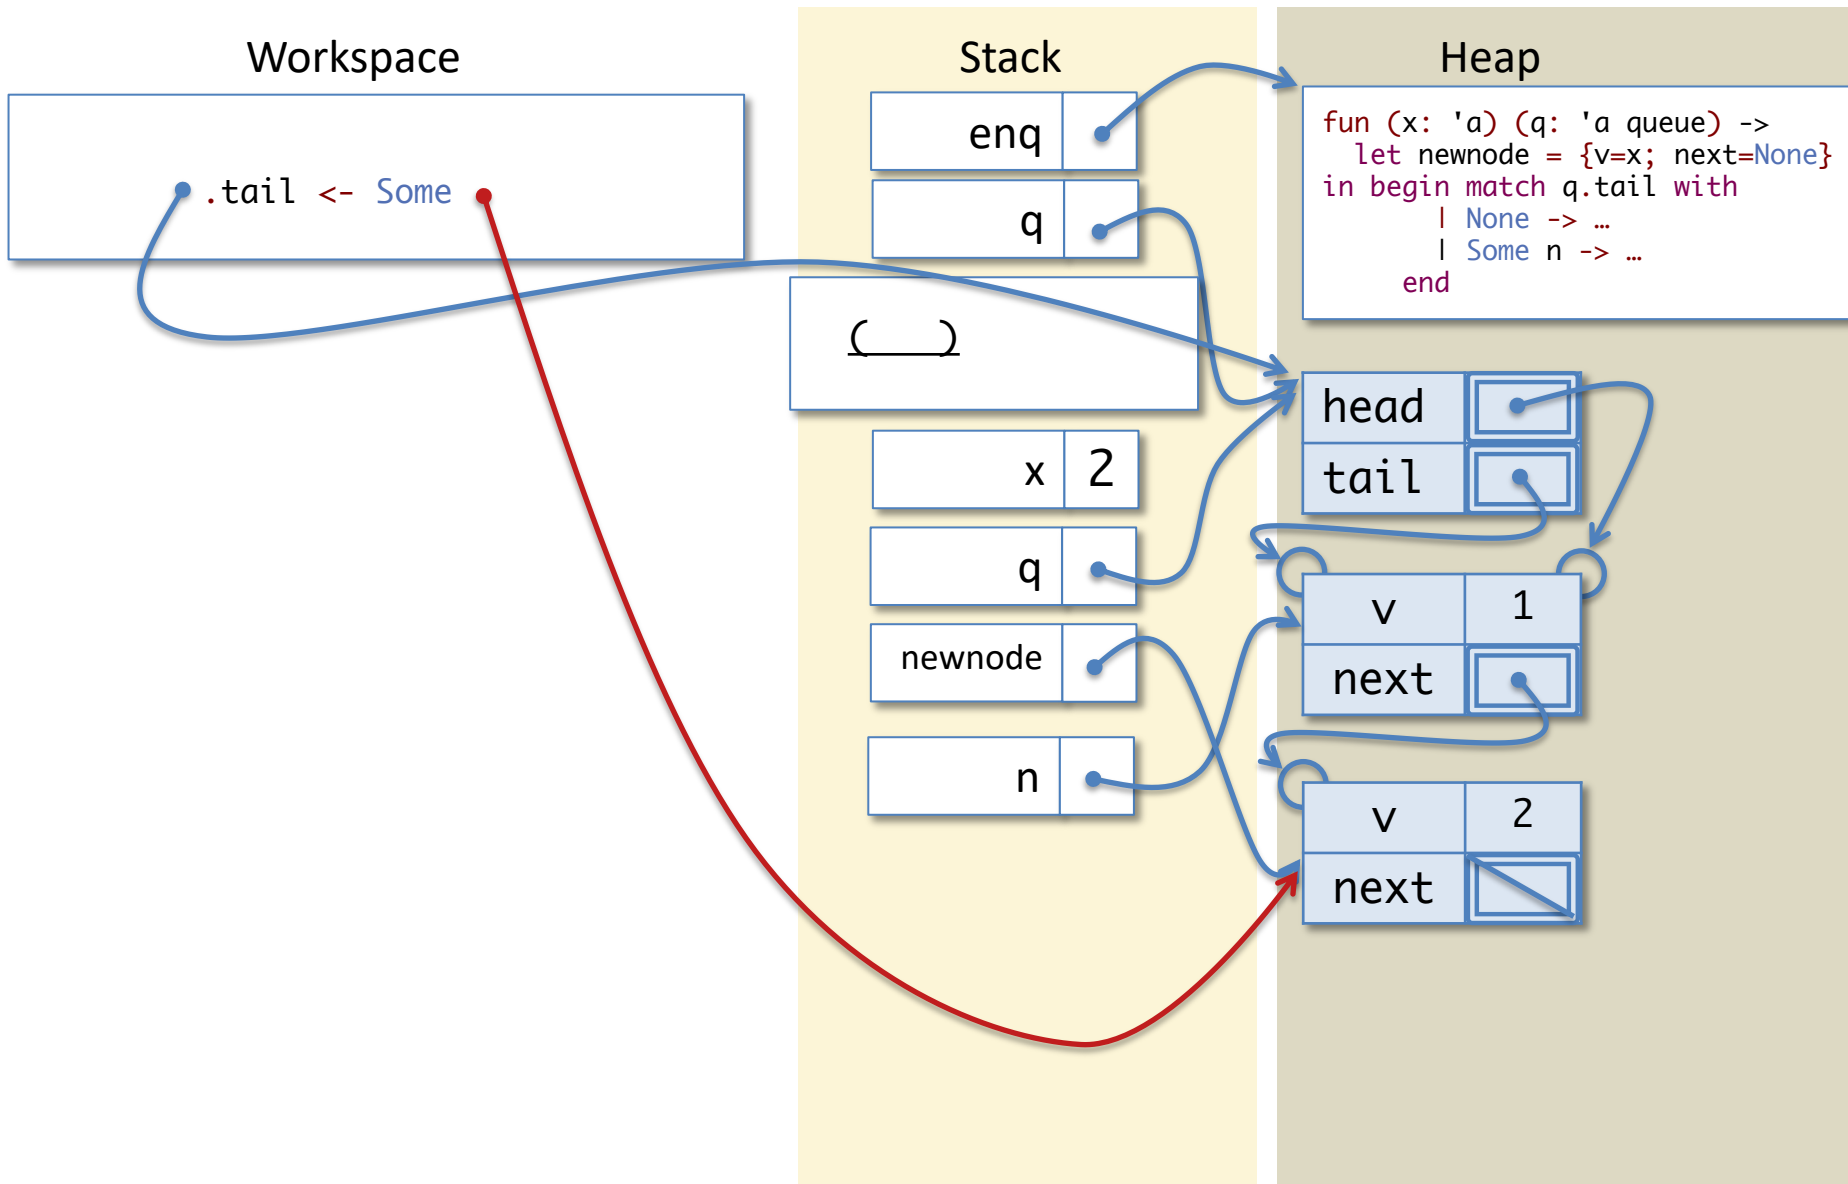 Workspace
.tail <- Some
Stack
enq
q
(___)
x 2
q
newnode
n
Heap
fun (x: 'a) (q: 'a queue) ->
let newnode = {v=x; next=None}
in begin match q.tail with
| None -> …
| Some n -> …
end
head
tail
v 1
next
v 2
next